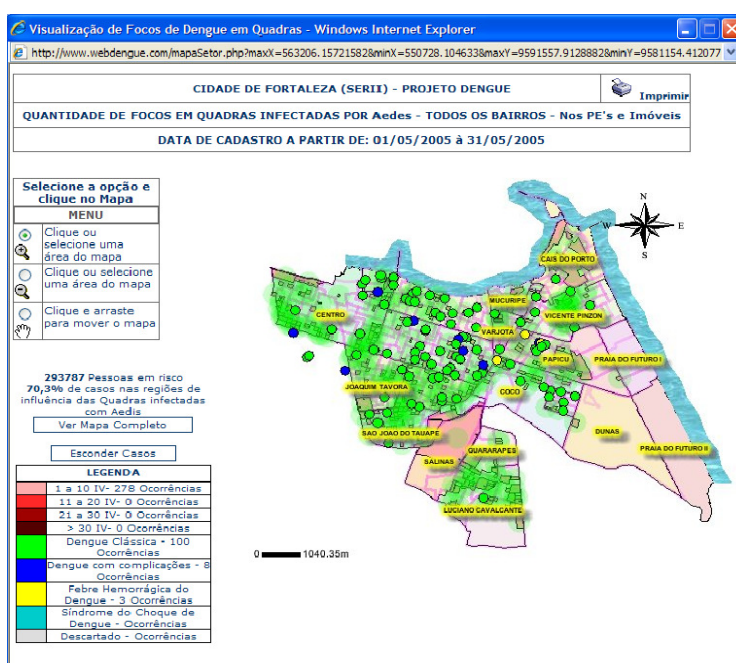 Visualização de Focos de Dengue em Quadras - Windows Internet Explorer
http://www.webdengue.com/mapaSetor.php?maxX=563206.15721582&minX=550728.104633&maxY=9591557.9128882&minY=9581154.412077
CIDADE DE FORTALEZA (SERII) - PROJETO DENGUE
Imprimir
QUANTIDADE DE FOCOS EM QUADRAS INFECTADAS POR Aedes - TODOS OS BAIRROS - Nos PE's e Imóveis
DATA DE CADASTRO A PARTIR DE: 01/05/2005 à 31/05/2005
Selecione a opção e
clique no Mapa
MENU
Clique ou
selecione uma
área do mapa
Clique ou selecione
uma área do mapa
Clique e arraste
para mover o mapa
293787 Pessoas em risco
70,3% de casos nas regiões de
influência das Quadras infectadas
com Aedis
Ver Mapa Completo
Esconder Casos
LEGENDA
1 a 10 IV- 278 Ocorrências
11 a 20 IV- 0 Ocorrências
21 a 30 IV- 0 Ocorrências
> 30 IV- 0 Ocorrências
Dengue Clássica - 100
Ocorrências
Dengue com complicações - 8
Ocorrências
Febre Hemorrágica do
Dengue - 3 Ocorrências
Síndrome do Choque de
Dengue - Ocorrências
Descartado - Ocorrências
N
W
E
S
CAIS DO PORTO
MUCURIPE
CENTRO
VICENTE PINZON
VARJOTA
PAPICU
PRAIA DO FUTURO I
JOAQUIM TAVORA
COCO
SAO JOAO DO TAUAPE
DUNAS
PRAIA DO FUTURO II
GUARARAPES
SALINAS
LUCIANO CAVALCANTE
0
1040.35m